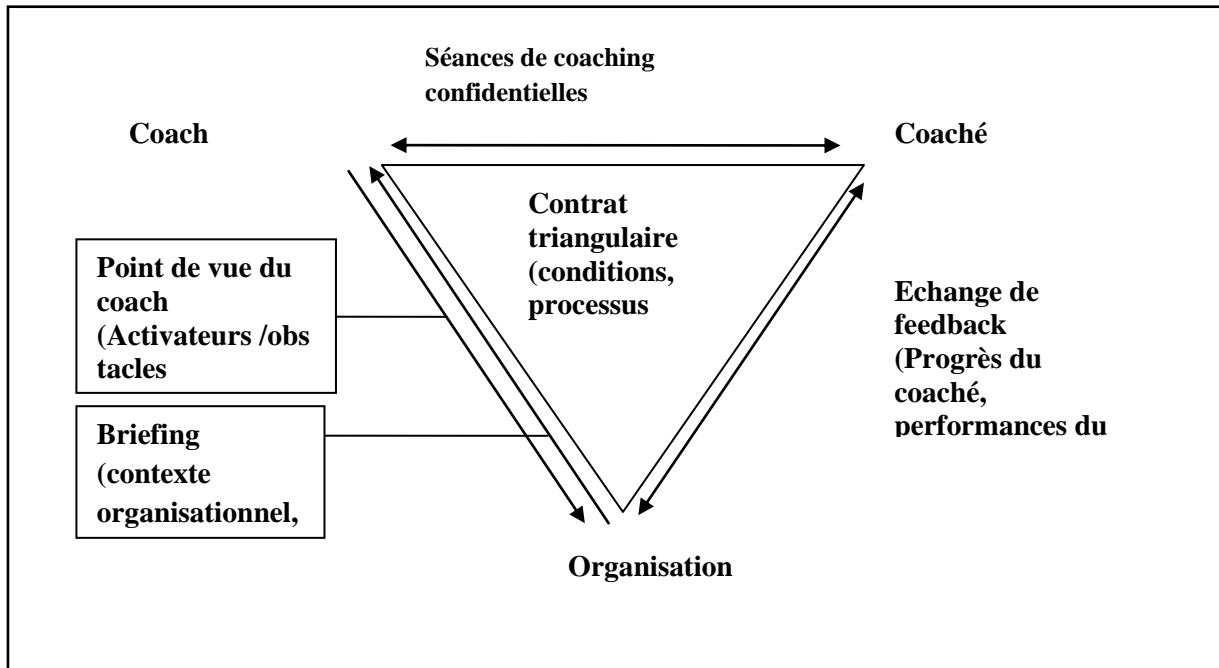 Séances de coaching
confidentielles
Coach
Coaché
Contrat
triangulaire
(conditions,
processus
Point de vue du
coach
(Activateurs /obs
tacles
Echange de
feedback
(Progrès du
coaché,
performances du
Briefing
(contexte
organisationnel,
Organisation